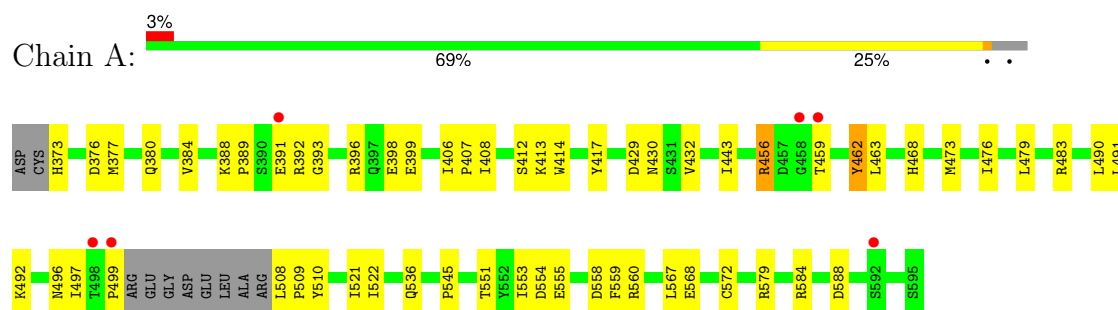 3%
Chain A:
69% 25% • •
ASP CYS H373 D376 M377 Q380 V384 K388 P389 S390 E391 R392 G393 R396 Q397 E398 E399 I406 P407 I408 S412 K413 W414 Y417 D429 N430 S431 V432 I443 R456 D457 G458 T459 Y462 L463 H468 M473 I476 L479 R483 L490
K492 N496 I497 T498 P499 ARG GLU GLY ASP GLU LEU ALA ARG L508 P509 Y510 I521 I522 Q536 P545 T551 Y552 I553 D554 E555 D558 F559 R560 L567 E568 C572 R579 R584 D588 S592 S595